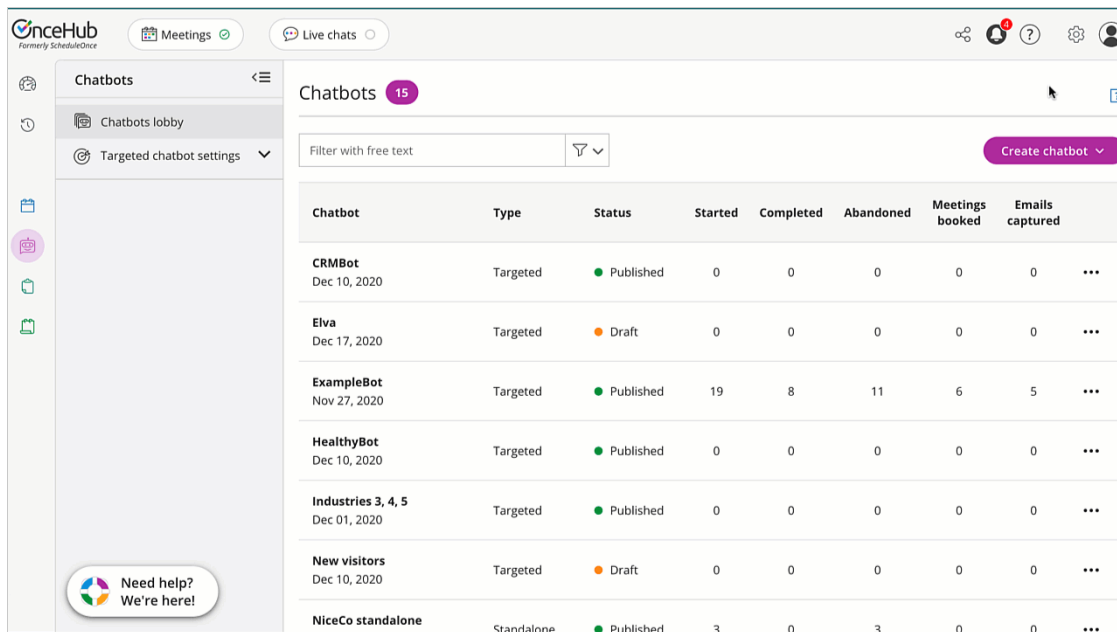 OnceHub
Formerly ScheduleOnce
Meetings
Live chats
4
?
Chatbots
Chatbots lobby
Targeted chatbot settings
Chatbots 15
Filter with free text
Create chatbot
Chatbot Type Status Started Completed Abandoned Meetings booked Emails captured
CRMBot
Dec 10, 2020
Targeted Published 0 0 0 0 0
Elva
Dec 17, 2020
Targeted Draft 0 0 0 0 0
ExampleBot
Nov 27, 2020
Targeted Published 19 8 11 6 5
HealthyBot
Dec 10, 2020
Targeted Published 0 0 0 0 0
Industries 3, 4, 5
Dec 01, 2020
Targeted Published 0 0 0 0 0
New visitors
Dec 10, 2020
Targeted Draft 0 0 0 0 0
NiceCo standalone
Standalone Published 3 0 3 0 0
Need help?
We're here!